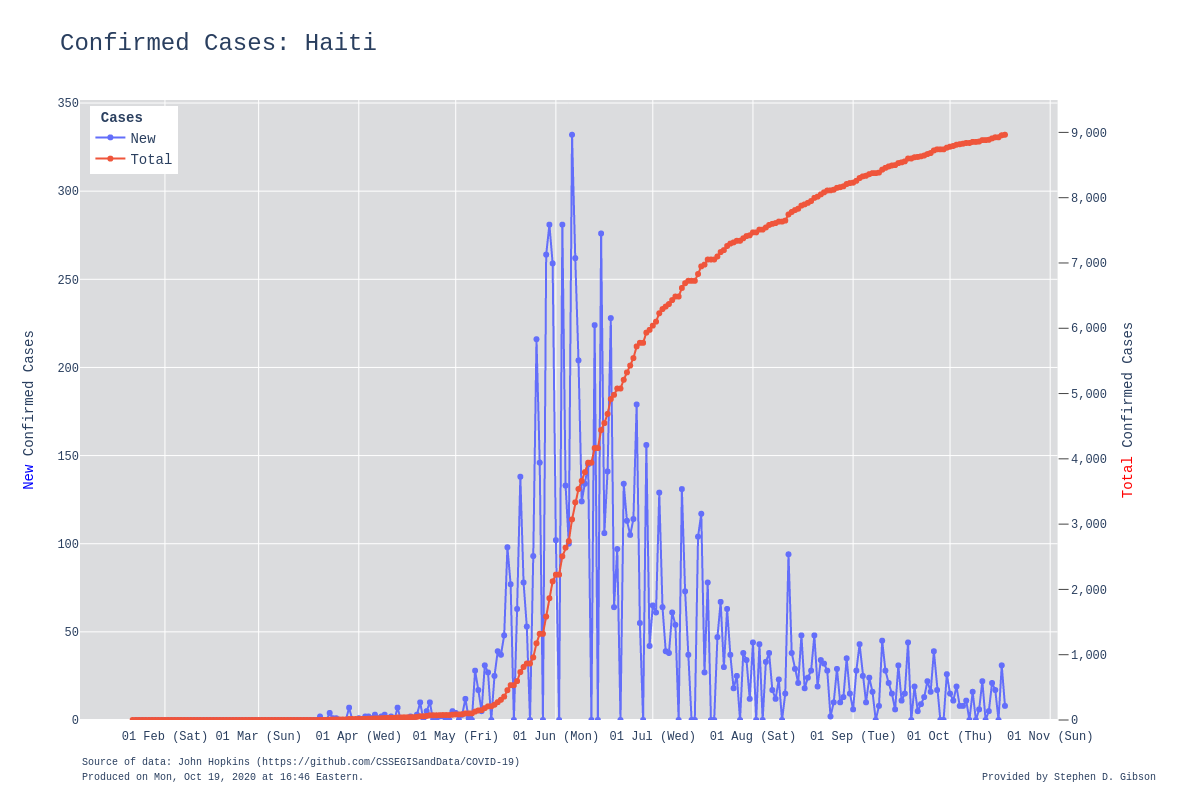 Confirmed Cases: Haiti
Cases
New
Total
350
300
250
200
150
100
50
0
9,000
8,000
7,000
6,000
5,000
4,000
3,000
2,000
1,000
0
New Confirmed Cases
Total Confirmed Cases
01 Feb (Sat) 01 Mar (Sun) 01 Apr (Wed) 01 May (Fri) 01 Jun (Mon) 01 Jul (Wed) 01 Aug (Sat) 01 Sep (Tue) 01 Oct (Thu) 01 Nov (Sun)
Source of data: John Hopkins (https://github.com/CSSEGISandData/COVID-19)
Produced on Mon, Oct 19, 2020 at 16:46 Eastern.
Provided by Stephen D. Gibson